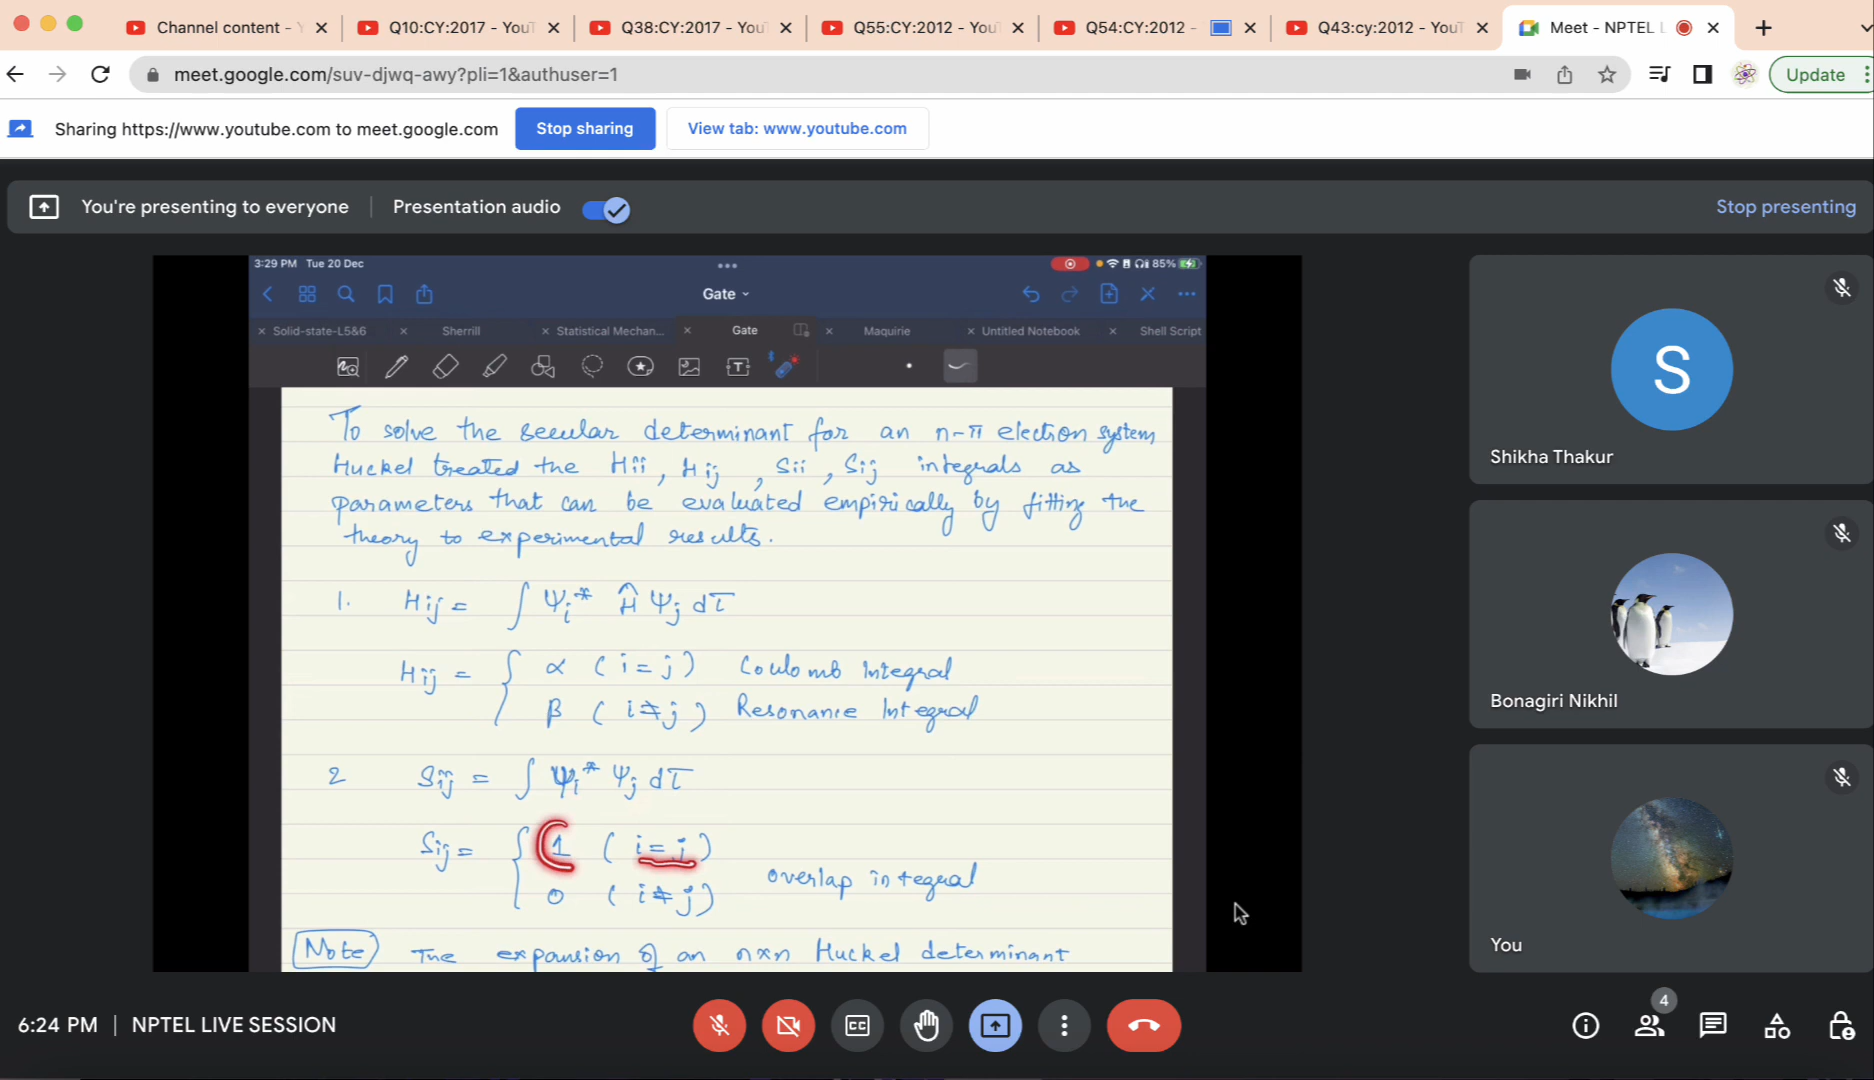 Channel content - Y
Q10:CY:2017 - YouT
Q38:CY:2017 - YouT
Q55:CY:2012 - YouT
Q54:CY:2012 -
Q43:cy:2012 - YouT
Meet - NPTEL L
meet.google.com/suv-djwq-awy?pli=1&authuser=1
Update
Sharing https://www.youtube.com to meet.google.com
Stop sharing
View tab: www.youtube.com
You're presenting to everyone
Presentation audio
Stop presenting
3:29 PM Tue 20 Dec
85%
Gate
Solid-state-L5&6
Sherrill
Statistical Mechan...
Gate
Maquirie
Untitled Notebook
Shell Script
To solve the secular determinant for an n-π electron system
Huckel treated the Hii, Hij, Sii, Sij integrals as
parameters that can be evaluated empirically by fitting the
theory to experimental results.
1. Hij = ∫ Ψi* Ĥ Ψj dτ
Hij = { α (i = j) Coulomb Integral
β (i ≠ j) Resonance Integral
2 Sij = ∫ Ψi* Ψj dτ
Sij = { 1 (i = j)
0 (i ≠ j) overlap integral
Note The expansion of an n×n Huckel determinant
S
Shikha Thakur
Bonagiri Nikhil
You
6:24 PM | NPTEL LIVE SESSION
CC
4